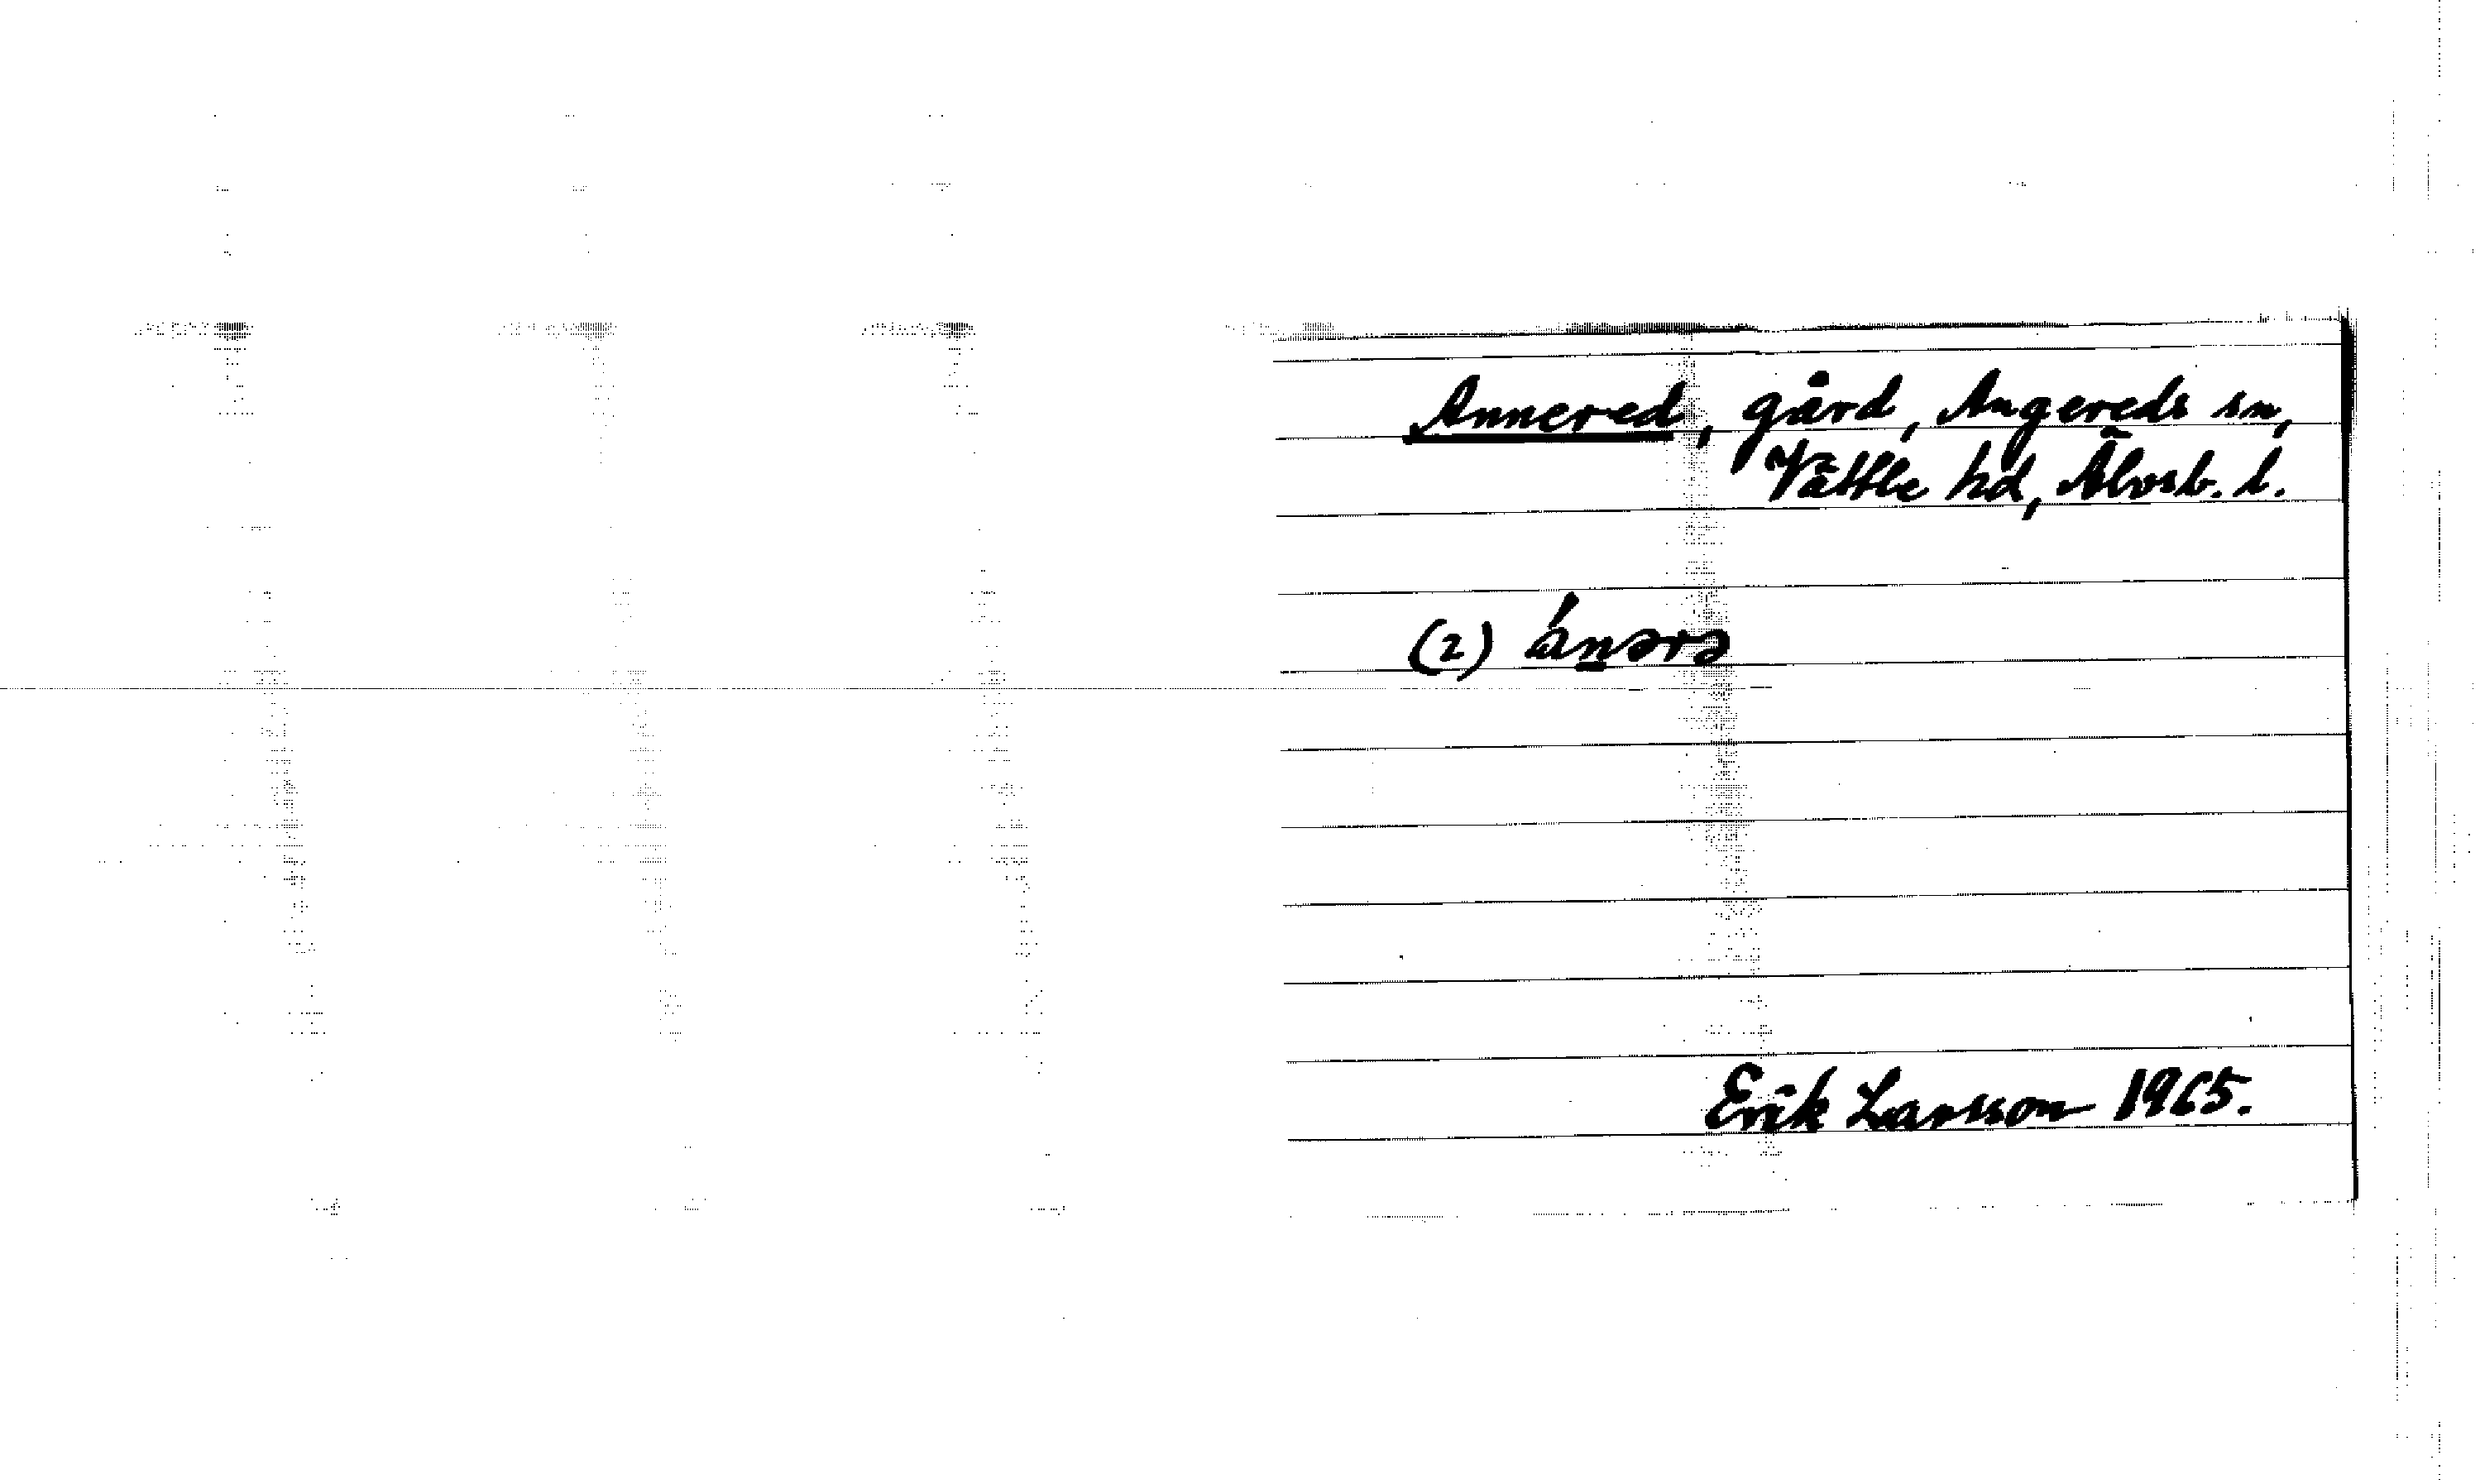 Annered, gård, Angereds sn,
Vättle hd, Älvsb. l.
(2) ánərə
Erik Larsson 1965.